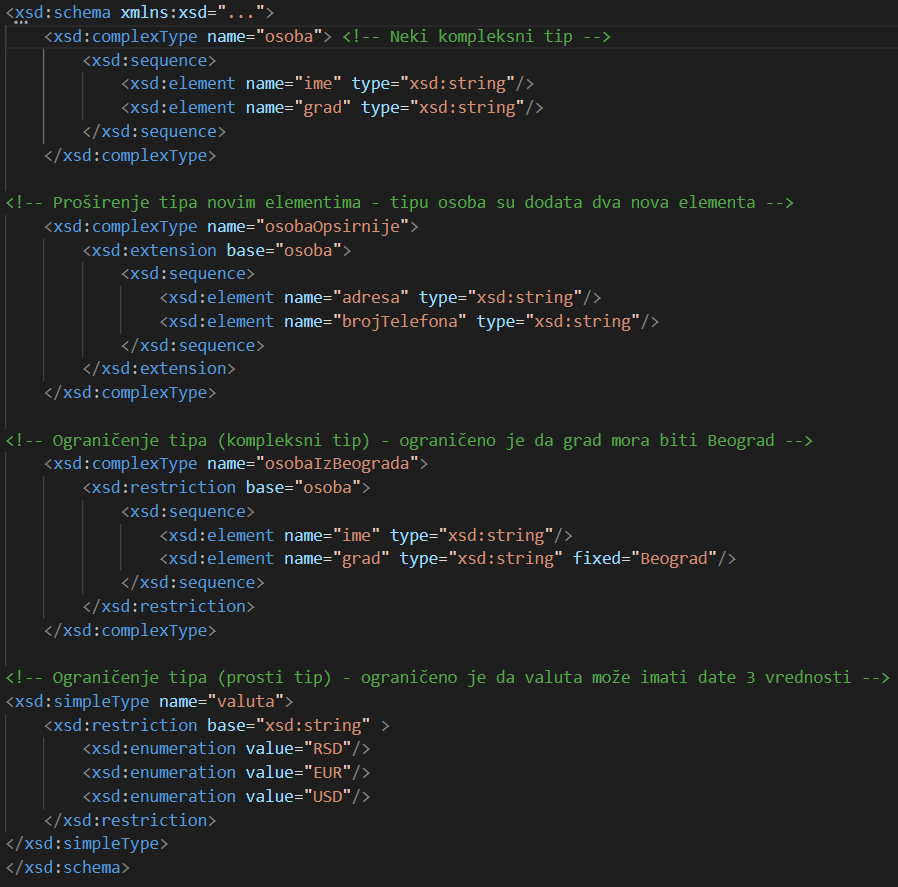 <xsd:schema xmlns:xsd="...">
<xsd:complexType name="osoba"> <!-- Neki kompleksni tip -->
<xsd:sequence>
<xsd:element name="ime" type="xsd:string"/>
<xsd:element name="grad" type="xsd:string"/>
</xsd:sequence>
</xsd:complexType>
<!-- Proširenje tipa novim elementima - tipu osoba su dodata dva nova elementa -->
<xsd:complexType name="osobaOpsirnije">
<xsd:extension base="osoba">
<xsd:sequence>
<xsd:element name="adresa" type="xsd:string"/>
<xsd:element name="brojTelefona" type="xsd:string"/>
</xsd:sequence>
</xsd:extension>
</xsd:complexType>
<!-- Ograničenje tipa (kompleksni tip) - ograničeno je da grad mora biti Beograd -->
<xsd:complexType name="osobaIzBeograda">
<xsd:restriction base="osoba">
<xsd:sequence>
<xsd:element name="ime" type="xsd:string"/>
<xsd:element name="grad" type="xsd:string" fixed="Beograd"/>
</xsd:sequence>
</xsd:restriction>
</xsd:complexType>
<!-- Ograničenje tipa (prosti tip) - ograničeno je da valuta može imati date 3 vrednosti -->
<xsd:simpleType name="valuta">
<xsd:restriction base="xsd:string" >
<xsd:enumeration value="RSD"/>
<xsd:enumeration value="EUR"/>
<xsd:enumeration value="USD"/>
</xsd:restriction>
</xsd:simpleType>
</xsd:schema>